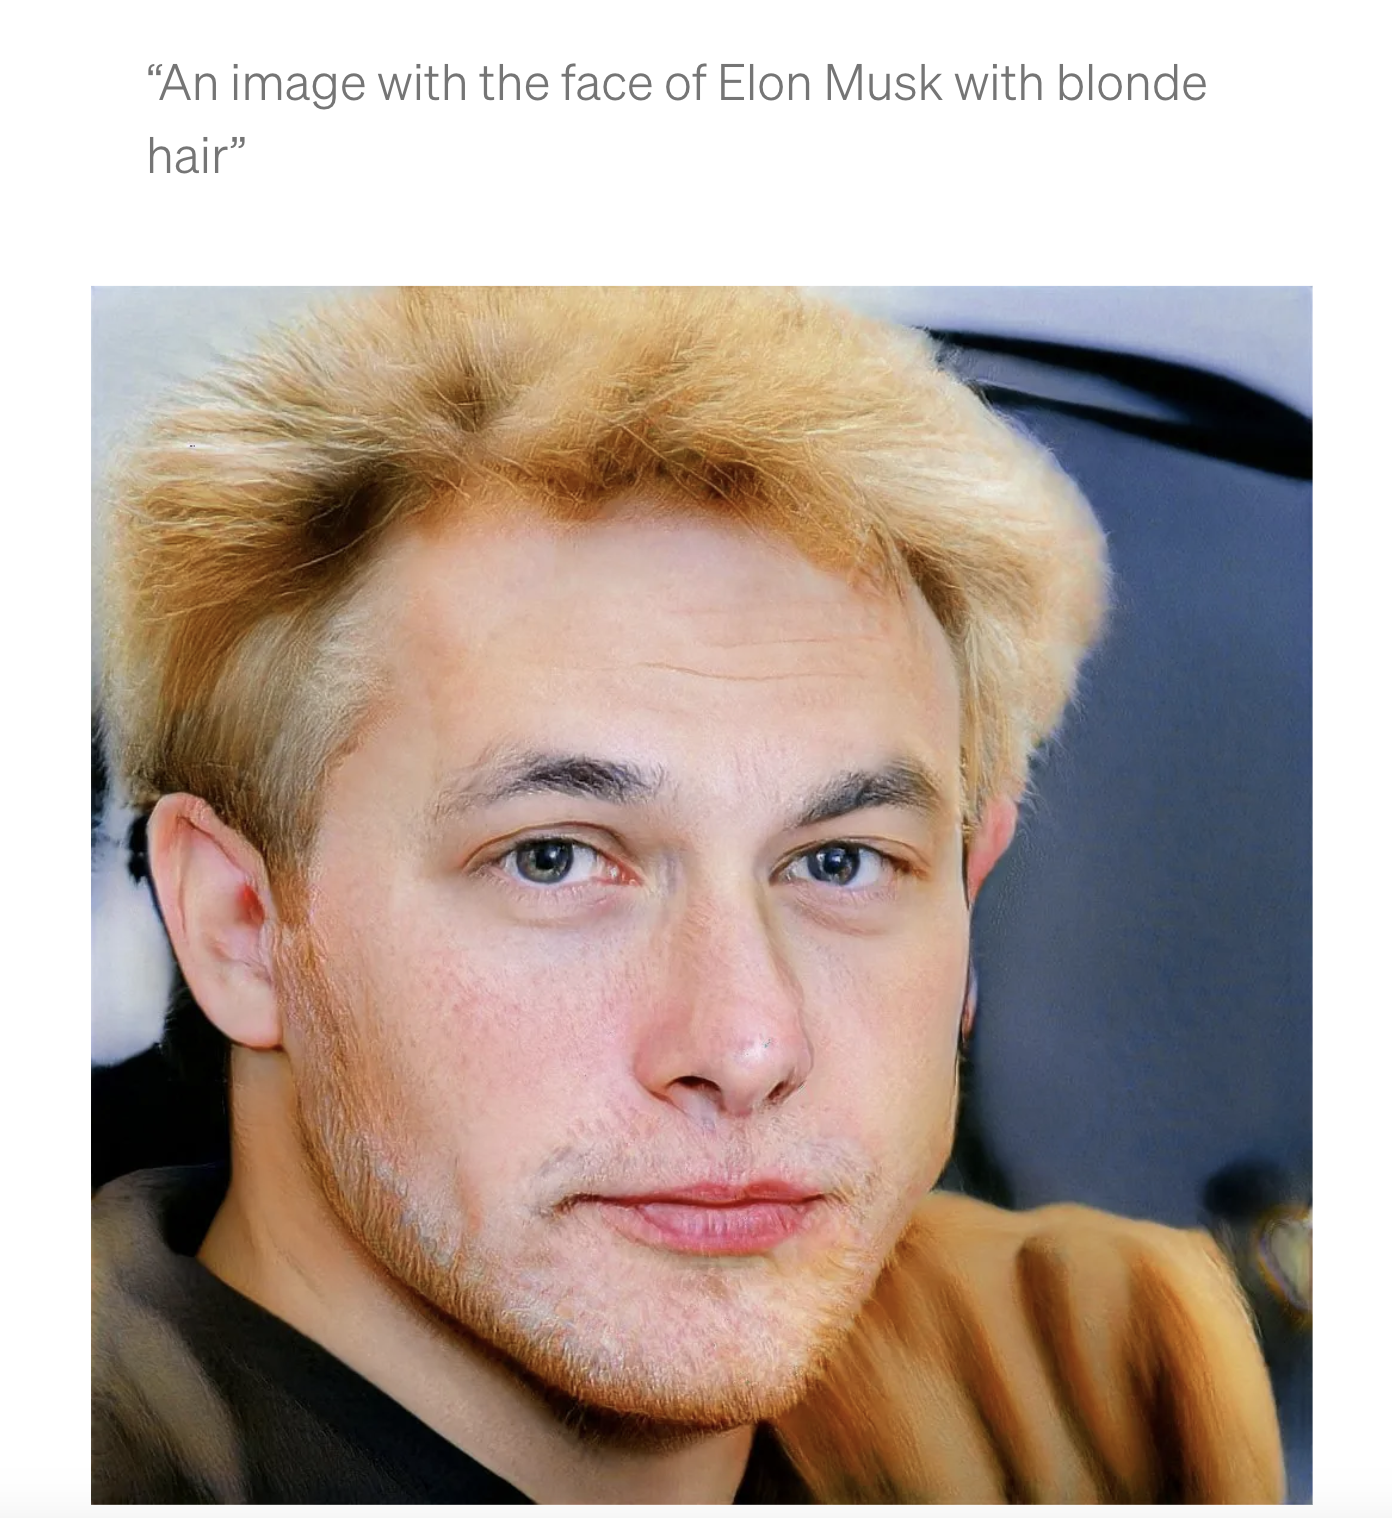 “An image with the face of Elon Musk with blonde
hair”